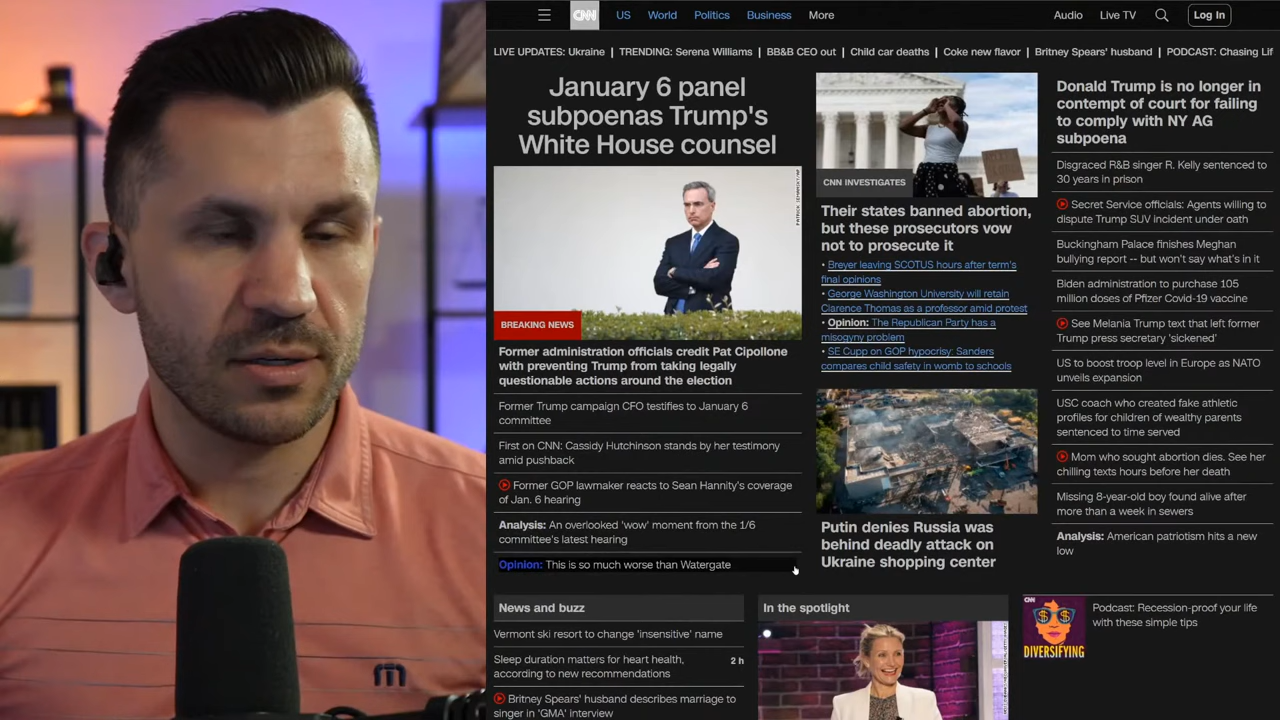 CNN
US
World
Politics
Business
More
Audio
Live TV
Log In
LIVE UPDATES: Ukraine | TRENDING: Serena Williams | BB&B CEO out | Child car deaths | Coke new flavor | Britney Spears' husband | PODCAST: Chasing Lif
January 6 panel
subpoenas Trump's
White House counsel
BREAKING NEWS
Former administration officials credit Pat Cipollone
with preventing Trump from taking legally
questionable actions around the election
Former Trump campaign CFO testifies to January 6
committee
First on CNN: Cassidy Hutchinson stands by her testimony
amid pushback
Former GOP lawmaker reacts to Sean Hannity's coverage
of Jan. 6 hearing
Analysis: An overlooked 'wow' moment from the 1/6
committee's latest hearing
Opinion: This is so much worse than Watergate
CNN INVESTIGATES
Their states banned abortion,
but these prosecutors vow
not to prosecute it
• Breyer leaving SCOTUS hours after term's
final opinions
• George Washington University will retain
Clarence Thomas as a professor amid protest
• Opinion: The Republican Party has a
misogyny problem
• SE Cupp on GOP hypocrisy: Sanders
compares child safety in womb to schools
Putin denies Russia was
behind deadly attack on
Ukraine shopping center
Donald Trump is no longer in
contempt of court for failing
to comply with NY AG
subpoena
Disgraced R&B singer R. Kelly sentenced to
30 years in prison
Secret Service officials: Agents willing to
dispute Trump SUV incident under oath
Buckingham Palace finishes Meghan
bullying report -- but won't say what's in it
Biden administration to purchase 105
million doses of Pfizer Covid-19 vaccine
See Melania Trump text that left former
Trump press secretary 'sickened'
US to boost troop level in Europe as NATO
unveils expansion
USC coach who created fake athletic
profiles for children of wealthy parents
sentenced to time served
Mom who sought abortion dies. See her
chilling texts hours before her death
Missing 8-year-old boy found alive after
more than a week in sewers
Analysis: American patriotism hits a new
low
News and buzz
Vermont ski resort to change 'insensitive' name
Sleep duration matters for heart health,
according to new recommendations
2 h
Britney Spears' husband describes marriage to
singer in 'GMA' interview
In the spotlight
CNN
DIVERSIFYING
Podcast: Recession-proof your life
with these simple tips